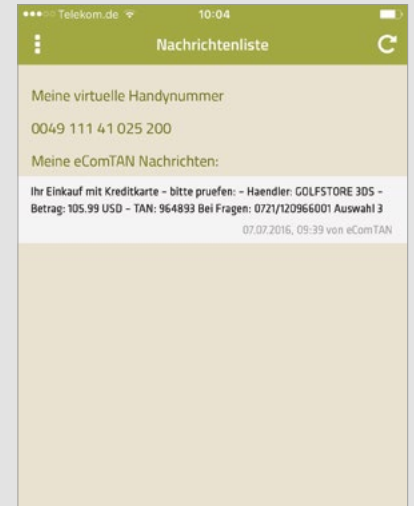 Telekom.de 10:04
Nachrichtenliste
Meine virtuelle Handynummer
0049 111 41 025 200
Meine eComTAN Nachrichten:
Ihr Einkauf mit Kreditkarte - bitte pruefen: - Haendler: GOLFSTORE 3DS -
Betrag: 105.99 USD - TAN: 964893 Bei Fragen: 0721/120966001 Auswahl 3
07.07.2016, 09:39 von eComTAN